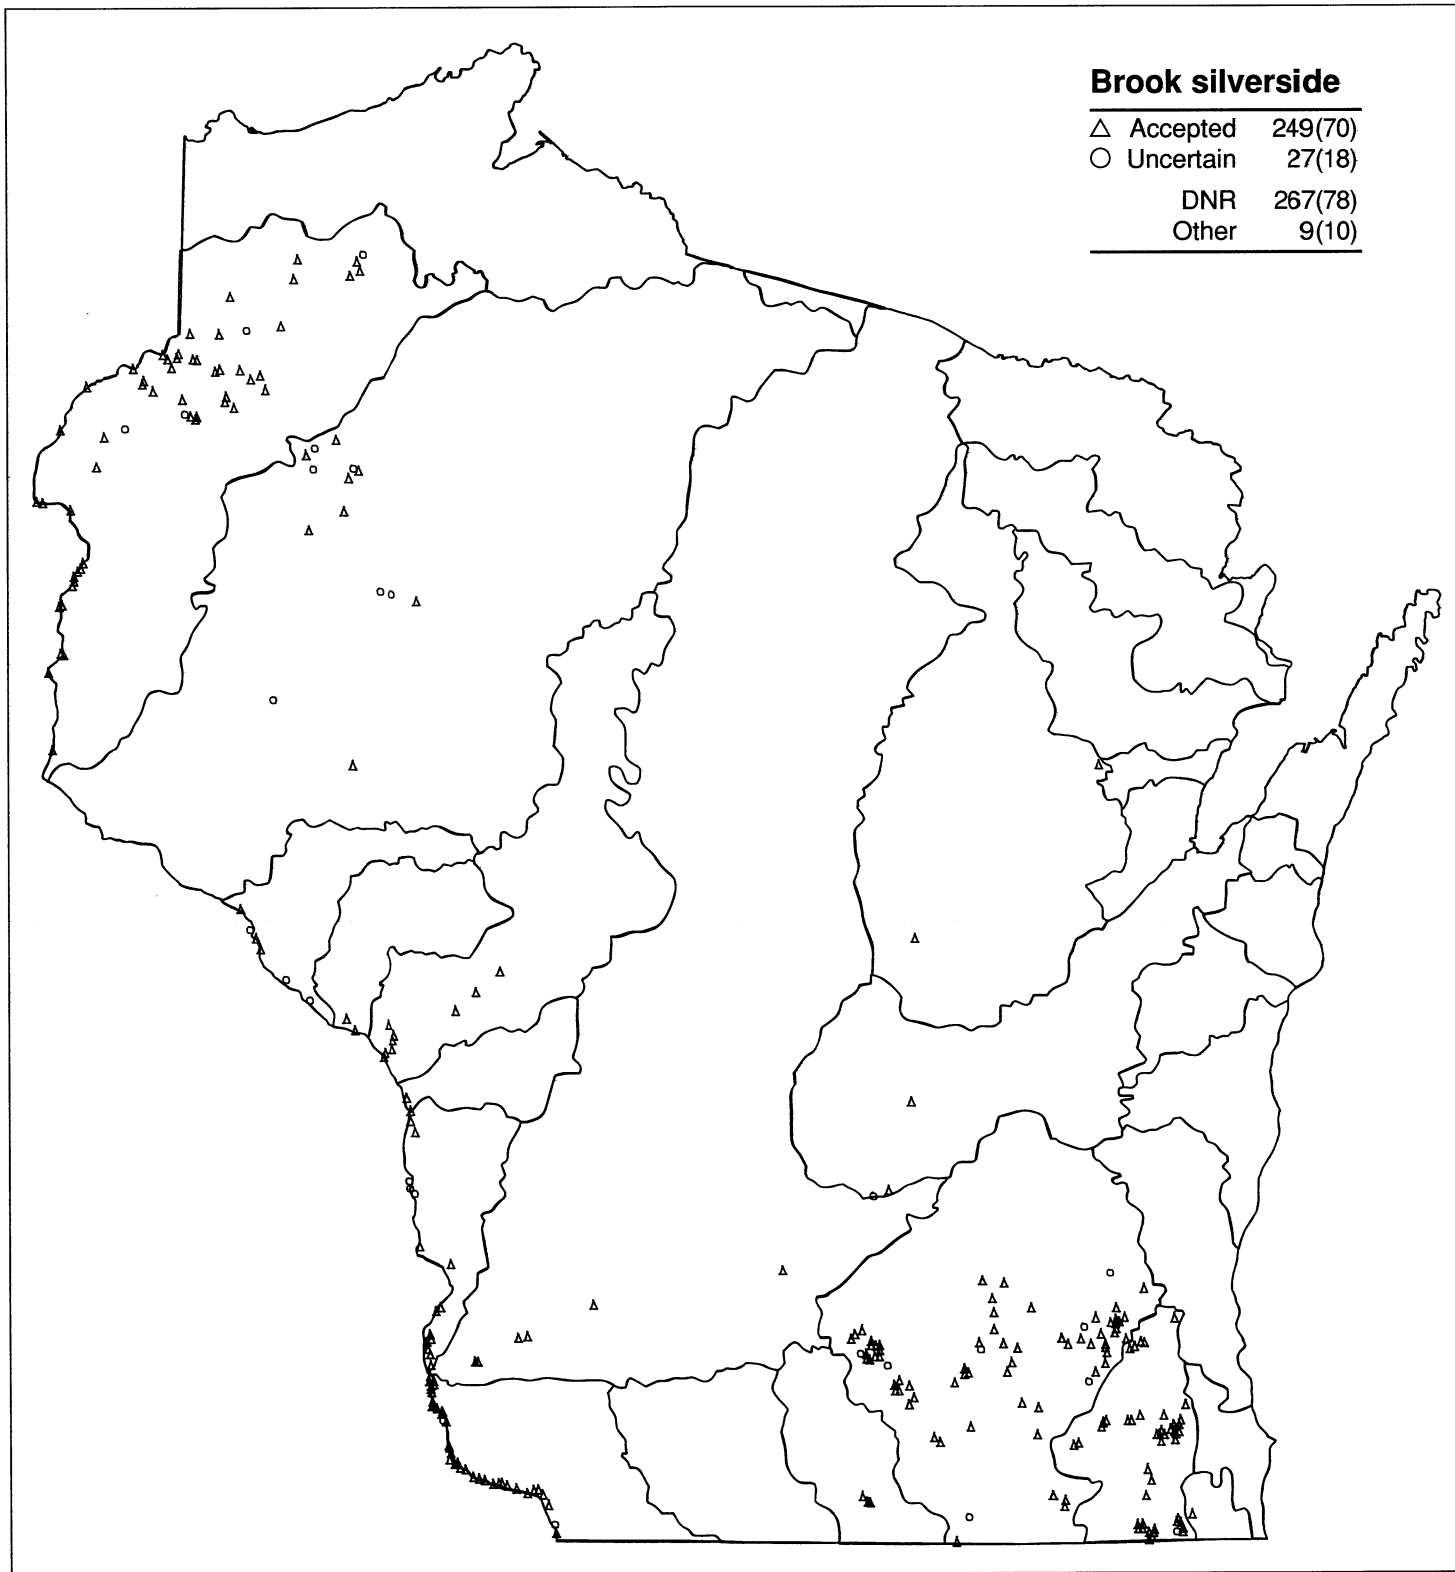 Brook silverside
△ Accepted 249(70)
○ Uncertain 27(18)
DNR 267(78)
Other 9(10)